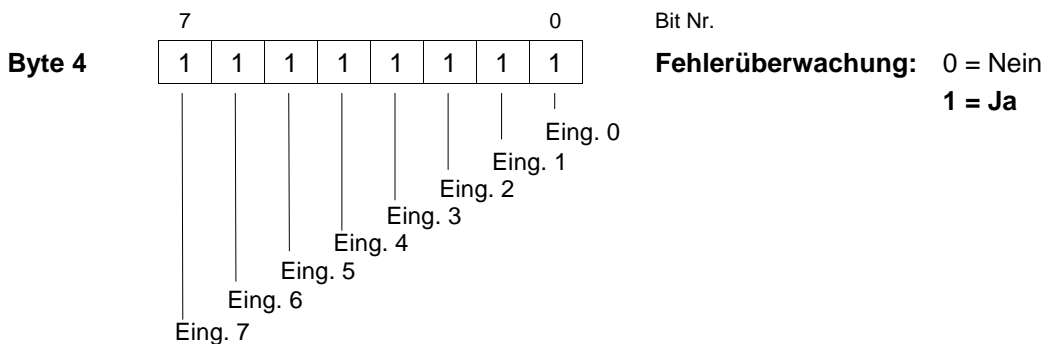 7 0 Bit Nr.
Byte 4 1 1 1 1 1 1 1 1 Fehlerüberwachung: 0 = Nein
1 = Ja
Eing. 0
Eing. 1
Eing. 2
Eing. 3
Eing. 4
Eing. 5
Eing. 6
Eing. 7